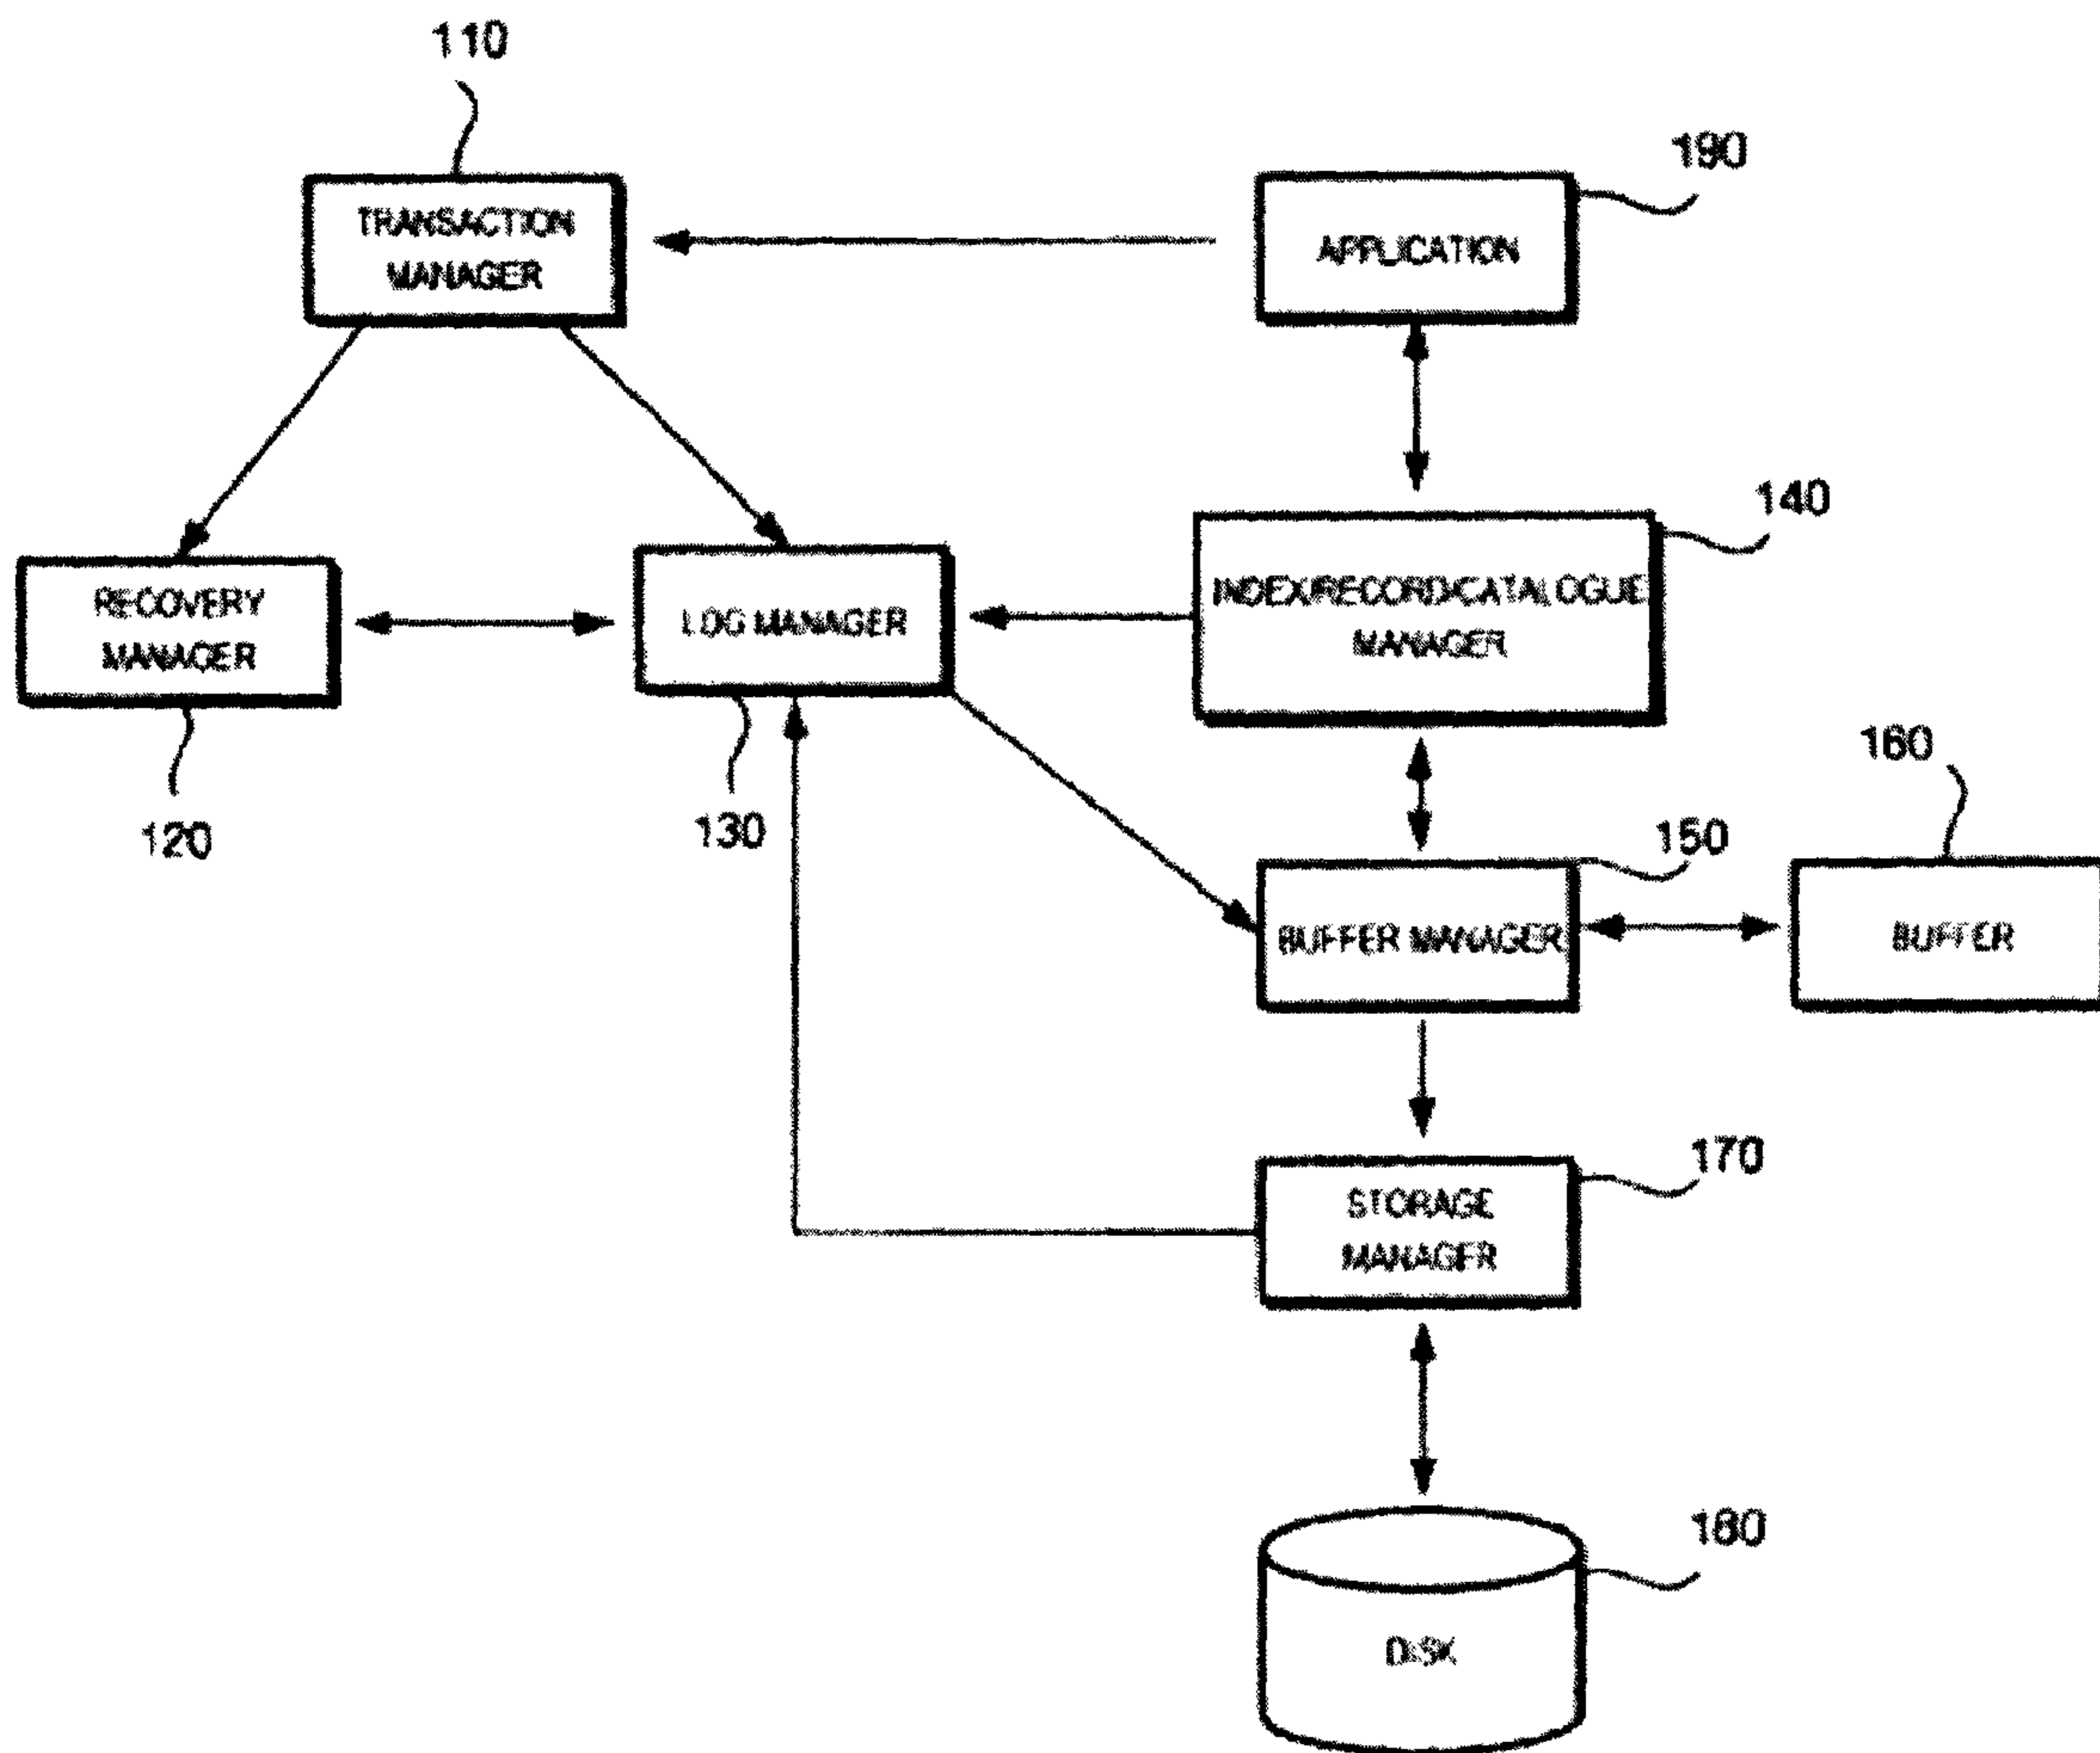 110
190
TRANSACTION
MANAGER
APPLICATION
140
INDEX/RECORD/CATALOGUE
MANAGER
RECOVERY
MANAGER
LOG MANAGER
160
120
130
150
BUFFER MANAGER
BUFFER
170
STORAGE
MANAGER
180
DISK